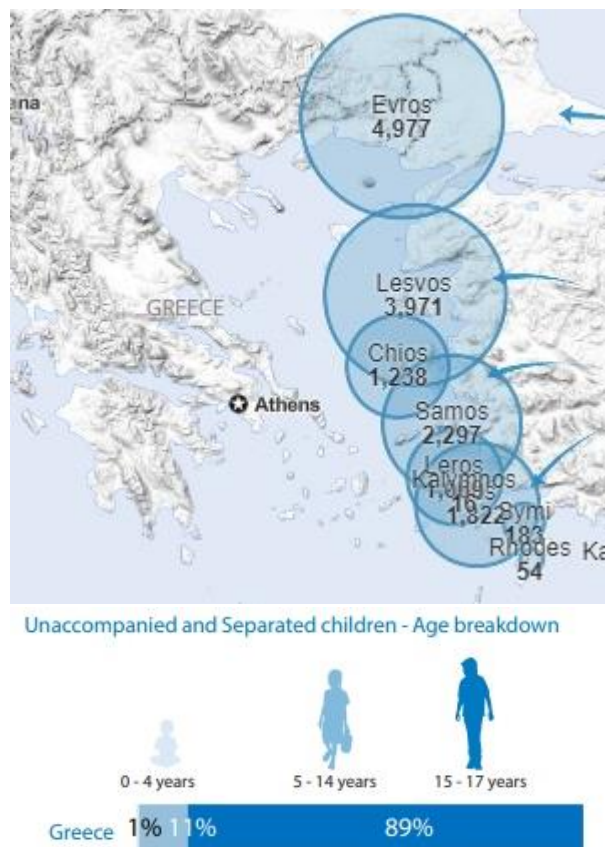 na
Evros
4,977
Lesvos
3,971
GREECE
Chios
1,238
Athens
Samos
2,297
Leros
Kalymnos
16
1,822
Symi
183
Rhodes Ka
54
Unaccompanied and Separated children - Age breakdown
0 - 4 years 5 - 14 years 15 - 17 years
Greece 1% 11% 89%